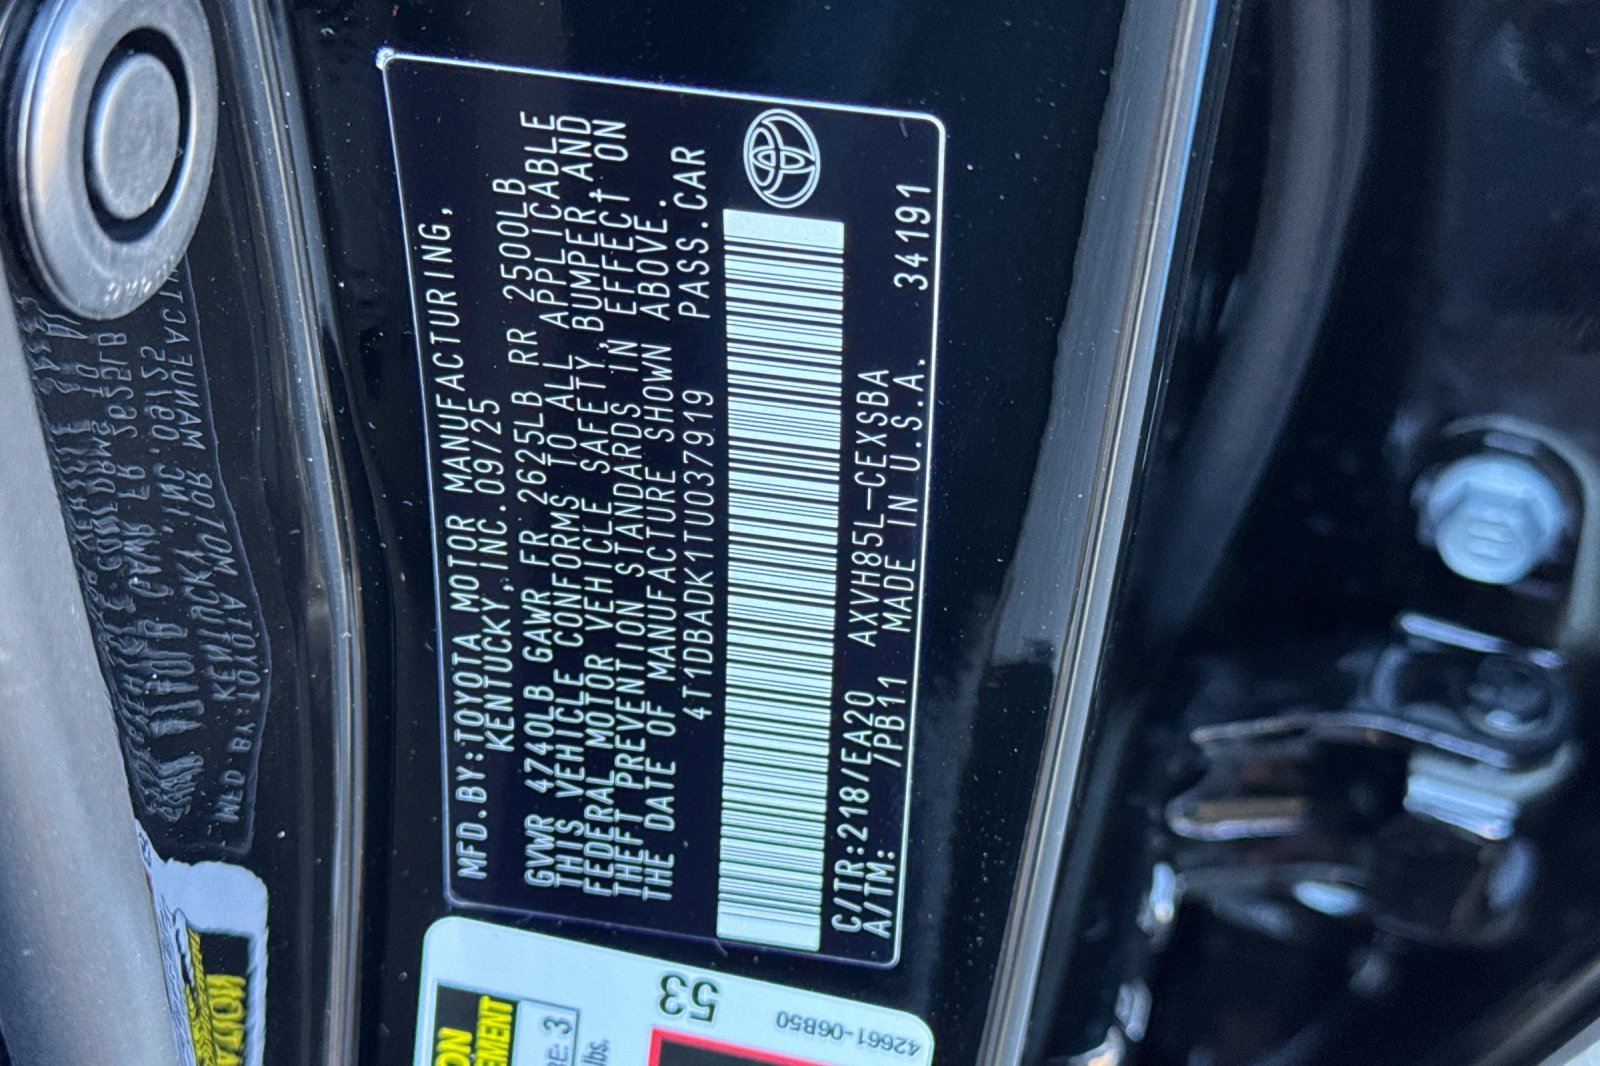 MFD.BY:TOYOTA MOTOR MANUFACTURING,
KENTUCKY,INC.09/25
GVWR 4740LB GAWR FR 2625LB RR 2500LB
THIS VEHICLE CONFORMS TO ALL APPLICABLE
FEDERAL MOTOR VEHICLE SAFETY,BUMPER,AND
THEFT PREVENTION STANDARDS IN EFFECT ON
THE DATE OF MANUFACTURE SHOWN ABOVE.
4T1DBADK1TU037919 PASS.CAR
C/TR:218/EA20 AXVH85L-CEXSBA
A/TM: /PB11 MADE IN U.S.A. 34191
53
42661-06B50